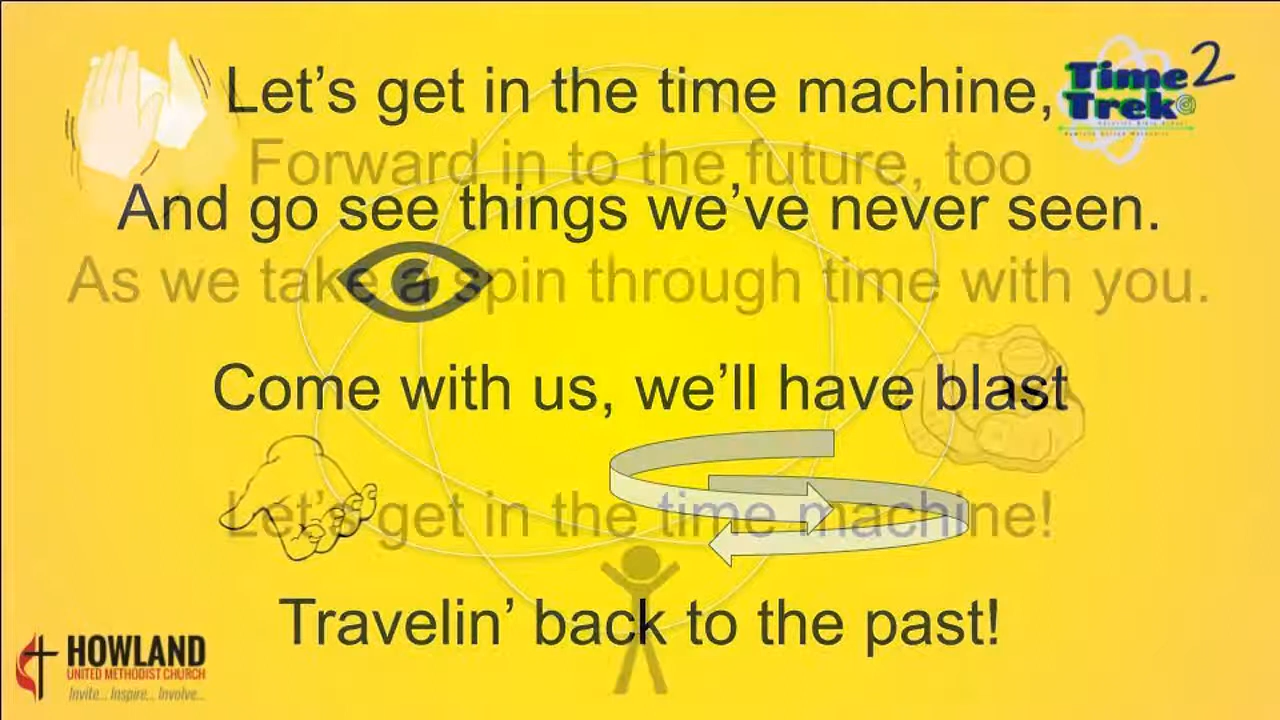 Let's get in the time machine,
Time 2
Trek
Forward in to the future, too
And go see things we've never seen.
As we take a spin through time with you.
Come with us, we'll have blast
Let's get in the time machine!
Travelin' back to the past!
HOWLAND
UNITED METHODIST CHURCH
Invite... Inspire... Involve...